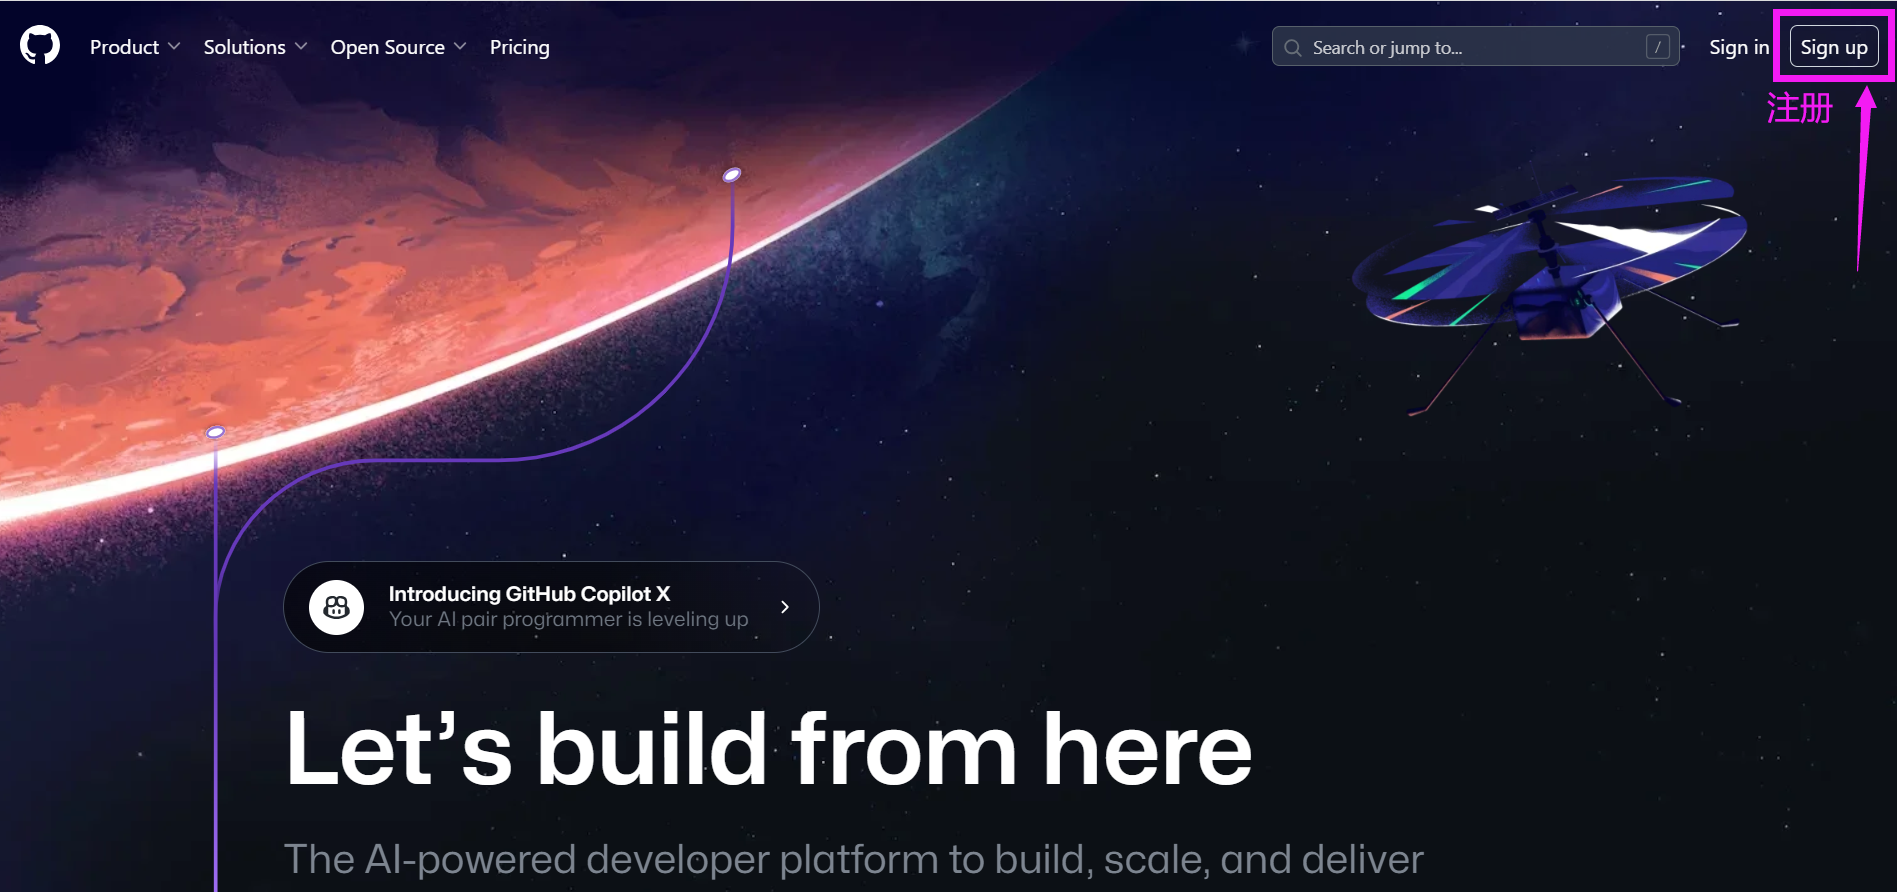 Product Solutions Open Source Pricing Search or jump to... / Sign in Sign up
注册
Introducing GitHub Copilot X
Your AI pair programmer is leveling up
Let’s build from here
The AI-powered developer platform to build, scale, and deliver